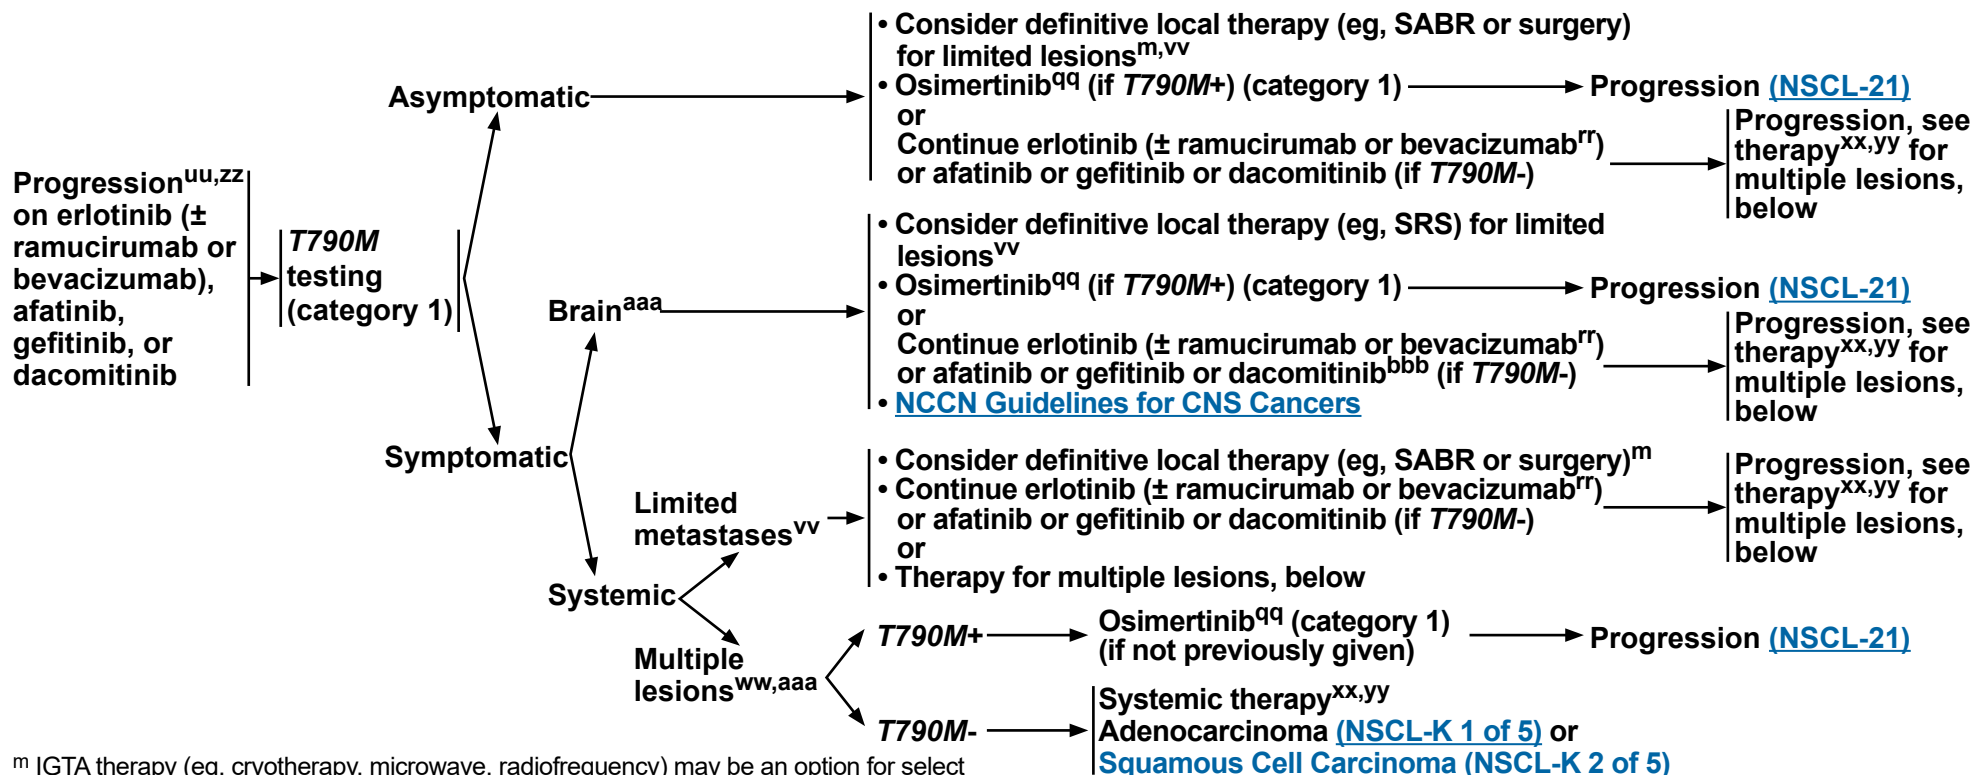 Progressionuu,zz
on erlotinib (±
ramucirumab or
bevacizumab),
afatinib,
gefitinib, or
dacomitinib
T790M
testing
(category 1)
Asymptomatic
• Consider definitive local therapy (eg, SABR or surgery)
for limited lesionsm,vv
• Osimertinibqq (if T790M+) (category 1)
or
Continue erlotinib (± ramucirumab or bevacizumabrr)
or afatinib or gefitinib or dacomitinib (if T790M-)
Progression (NSCL-21)
Progression, see
therapyxx,yy for
multiple lesions,
below
Symptomatic
Brainaaa
• Consider definitive local therapy (eg, SRS) for limited
lesionsvv
• Osimertinibqq (if T790M+) (category 1)
or
Continue erlotinib (± ramucirumab or bevacizumabrr)
or afatinib or gefitinib or dacomitinibbbb (if T790M-)
• NCCN Guidelines for CNS Cancers
Progression (NSCL-21)
Progression, see
therapyxx,yy for
multiple lesions,
below
Systemic
Limited
metastasesvv
• Consider definitive local therapy (eg, SABR or surgery)m
• Continue erlotinib (± ramucirumab or bevacizumabrr)
or afatinib or gefitinib or dacomitinib (if T790M-)
or
• Therapy for multiple lesions, below
Progression, see
therapyxx,yy for
multiple lesions,
below
Multiple
lesionsww,aaa
T790M+
Osimertinibqq (category 1)
(if not previously given)
Progression (NSCL-21)
T790M-
Systemic therapyxx,yy
Adenocarcinoma (NSCL-K 1 of 5) or
Squamous Cell Carcinoma (NSCL-K 2 of 5)
m IGTA therapy (eg, cryotherapy, microwave, radiofrequency) may be an option for select